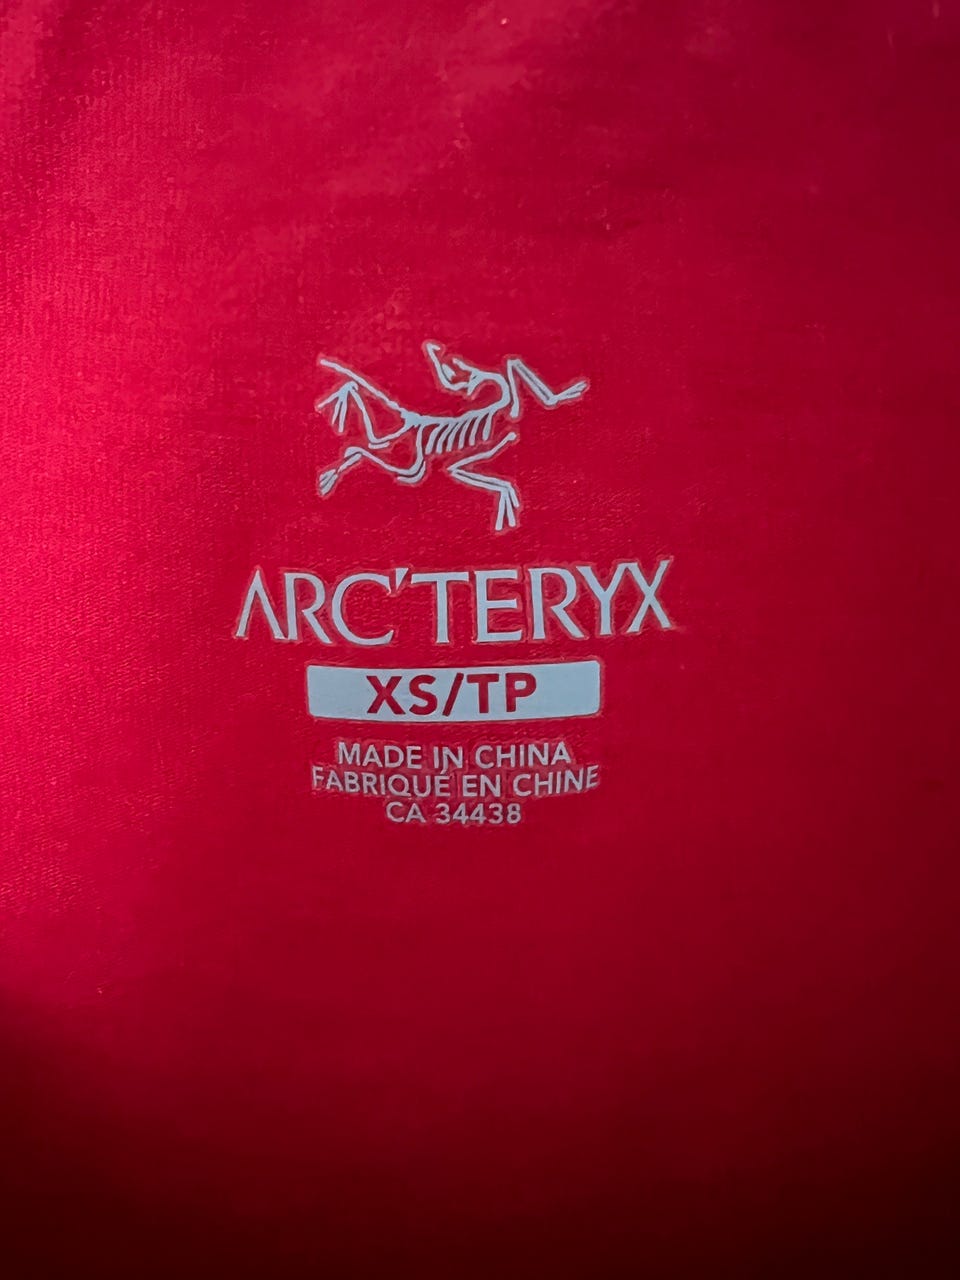 ARC'TERYX
XS/TP
MADE IN CHINA
FABRIQUÉ EN CHINE
CA 34438